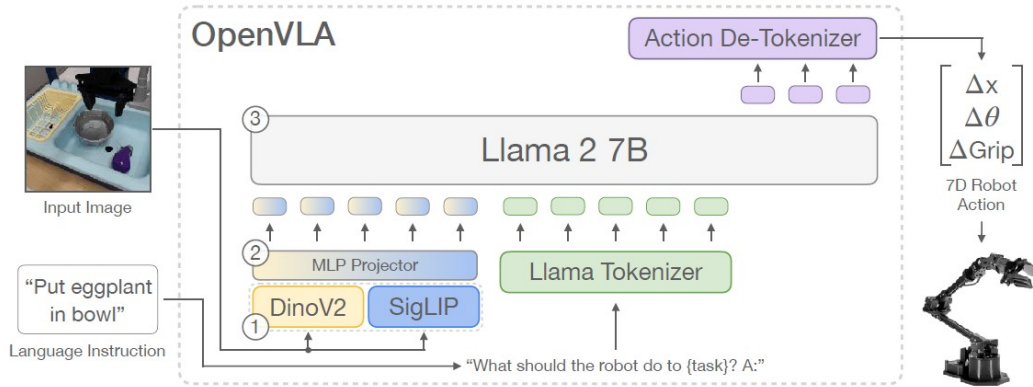 OpenVLA
Action De-Tokenizer
Δx
Δθ
ΔGrip
7D Robot
Action
3
Llama 2 7B
Input Image
2
MLP Projector
Llama Tokenizer
"Put eggplant
in bowl"
Language Instruction
1
DinoV2
SigLIP
"What should the robot do to {task}? A:"